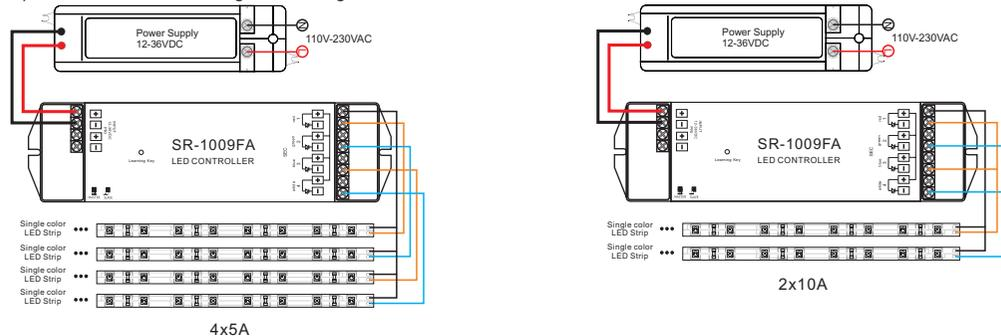 Power Supply
12-36VDC
N
110V-230VAC
L
SR-1009FA
LED CONTROLLER
Learning Key
SEC
Single color
LED Strip
Single color
LED Strip
Single color
LED Strip
Single color
LED Strip
4x5A
Power Supply
12-36VDC
N
110V-230VAC
L
SR-1009FA
LED CONTROLLER
Learning Key
SEC
Single color
LED Strip
Single color
LED Strip
2x10A